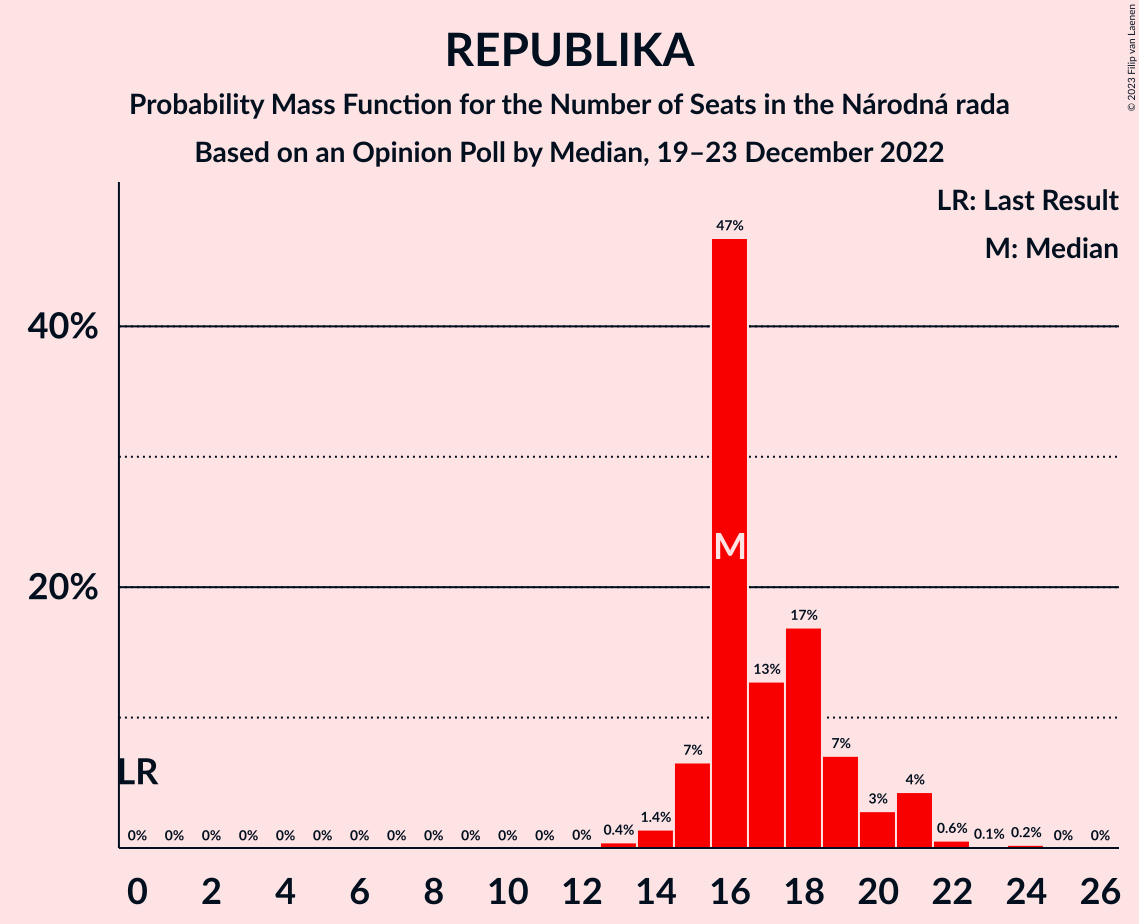 REPUBLIKA
Probability Mass Function for the Number of Seats in the Národná rada
Based on an Opinion Poll by Median, 19–23 December 2022
© 2023 Filip van Laenen
LR: Last Result
M: Median
47%
40%
M
20%
17%
13%
7% 7%
LR
4%
3%
0% 0% 0% 0% 0% 0% 0% 0% 0% 0% 0% 0% 0% 0.4% 1.4% 0.6% 0.1% 0.2% 0% 0%
0 2 4 6 8 10 12 14 16 18 20 22 24 26